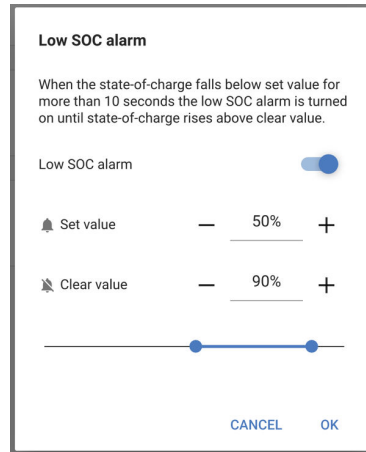 Low SOC alarm
When the state-of-charge falls below set value for
more than 10 seconds the low SOC alarm is turned
on until state-of-charge rises above clear value.
Low SOC alarm
Set value − 50% +
Clear value − 90% +
CANCEL OK